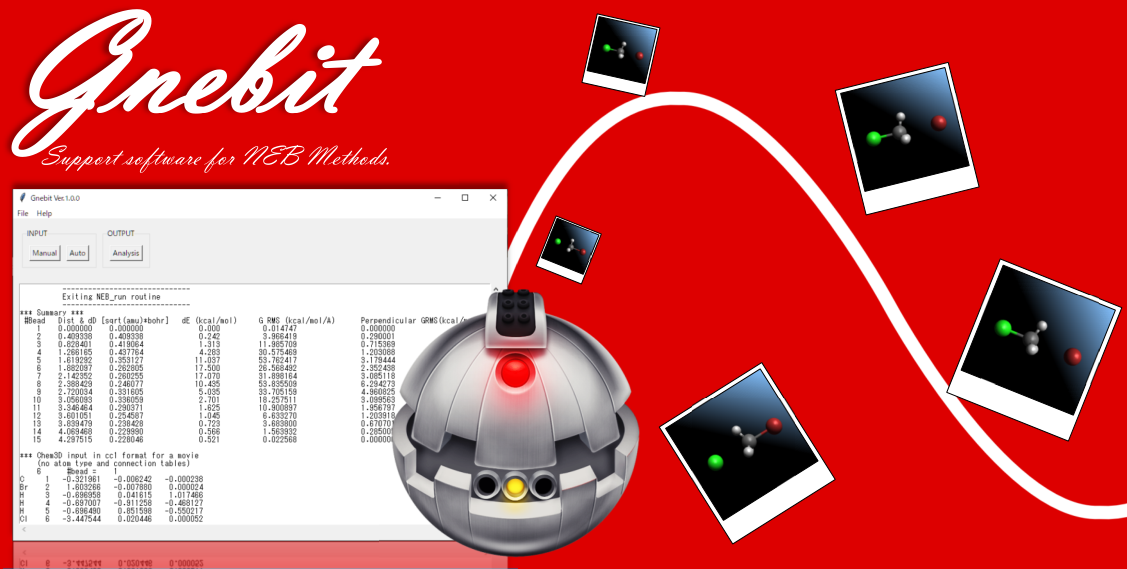 Gnebit
Support software for NEB Methods.
Gnebit Ver.1.0.0
File Help
INPUT OUTPUT
Manual Auto Analysis
------------------------------
Exiting NEB_run routine
------------------------------
*** Summary ***
#Bead Dist & dD [sqrt(amu)*bohr] dE (kcal/mol) G RMS (kcal/mol/A) Perpendicular GRMS(kcal/m
1 0.000000 0.000000 0.000 0.014747 0.000000
2 0.409338 0.409338 0.242 3.966419 0.290001
3 0.828401 0.419064 1.313 11.985709 0.715369
4 1.266165 0.437764 4.283 30.575469 1.203088
5 1.619292 0.353127 11.037 53.762417 3.179444
6 1.882097 0.262805 17.500 26.568492 2.352438
7 2.142352 0.260255 17.070 31.898164 3.085118
8 2.388429 0.246077 10.435 53.835509 6.294273
9 2.720034 0.331605 5.035 33.705159 4.960825
10 3.056093 0.336059 2.701 18.257511 3.099563
11 3.346464 0.290371 1.625 10.900897 1.956797
12 3.601051 0.254587 1.045 6.633270 1.203918
13 3.839479 0.238428 0.723 3.683800 0.670701
14 4.069468 0.229990 0.566 1.563932 0.28500
15 4.297515 0.228046 0.521 0.022568 0.00000
*** Chem3D input in cc1 format for a movie
(no atom type and connection tables)
6 #bead = 1
C 1 -0.321961 -0.006242 -0.000238
Br 2 1.603266 -0.007880 0.000024
H 3 -0.696958 0.041615 1.017466
H 4 -0.697007 -0.911258 -0.468127
H 5 -0.696490 0.851598 -0.550217
Cl 6 -3.447544 0.020446 0.000052